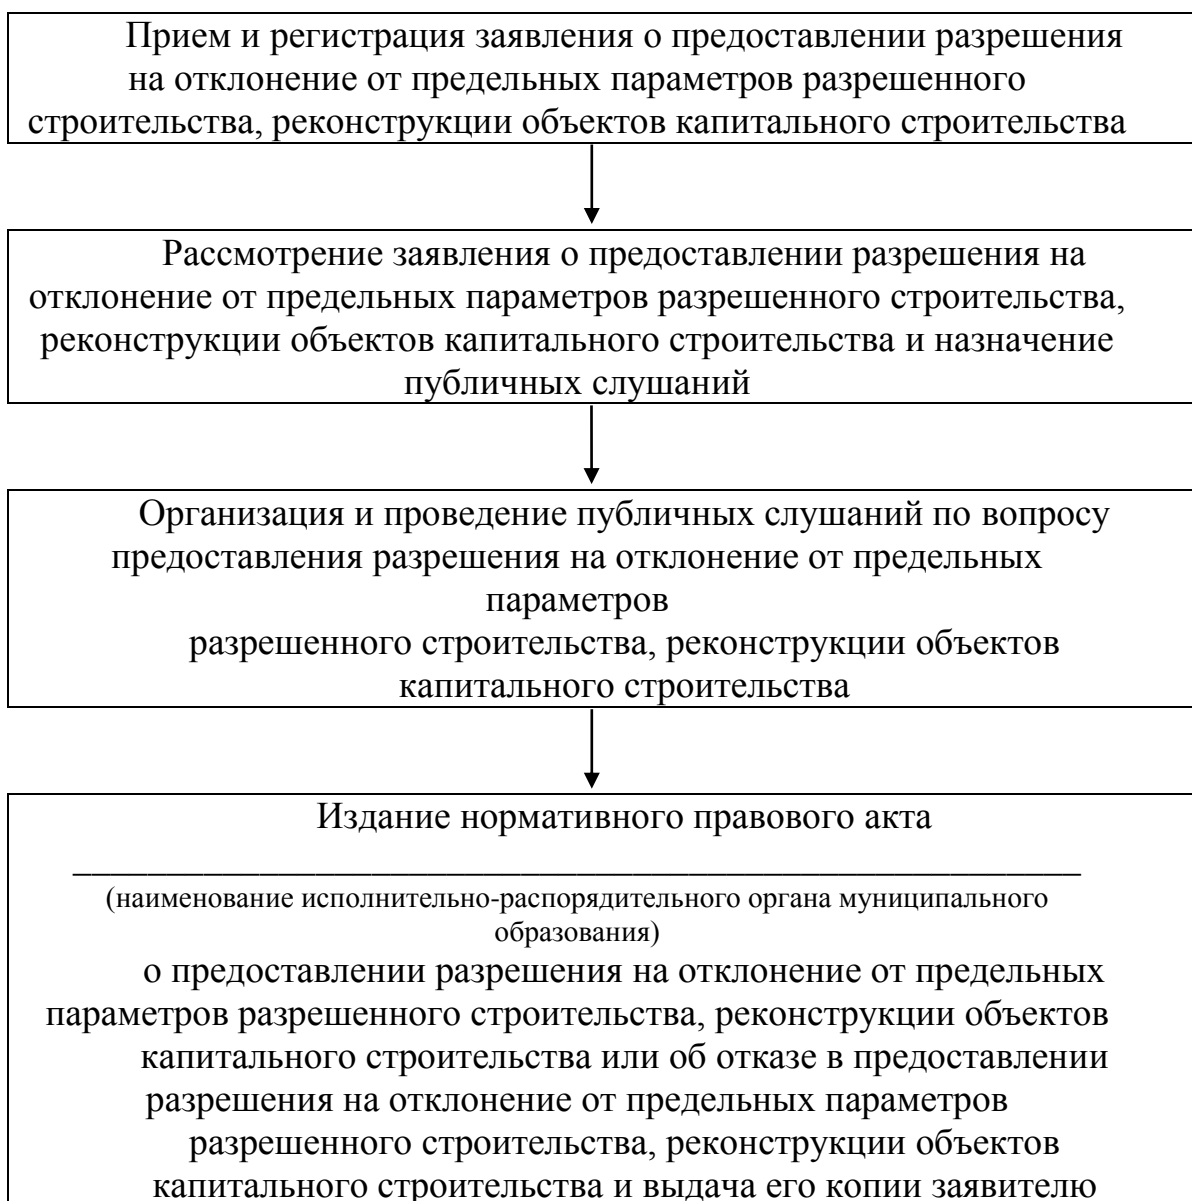 Прием и регистрация заявления о предоставлении разрешения
на отклонение от предельных параметров разрешенного
строительства, реконструкции объектов капитального строительства
Рассмотрение заявления о предоставлении разрешения на
отклонение от предельных параметров разрешенного строительства,
реконструкции объектов капитального строительства и назначение
публичных слушаний
Организация и проведение публичных слушаний по вопросу
предоставления разрешения на отклонение от предельных
параметров
разрешенного строительства, реконструкции объектов
капитального строительства
Издание нормативного правового акта
(наименование исполнительно-распорядительного органа муниципального
образования)
о предоставлении разрешения на отклонение от предельных
параметров разрешенного строительства, реконструкции объектов
капитального строительства или об отказе в предоставлении
разрешения на отклонение от предельных параметров
разрешенного строительства, реконструкции объектов
капитального строительства и выдача его копии заявителю